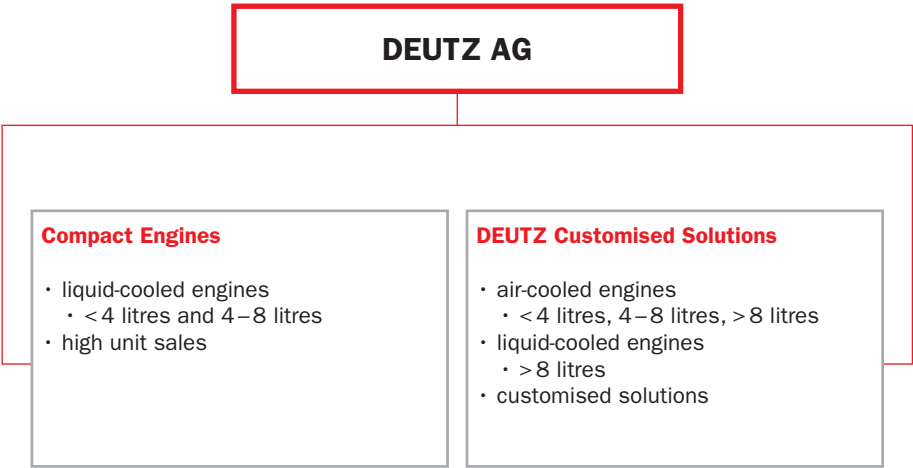 DEUTZ AG
Compact Engines
· liquid-cooled engines
· < 4 litres and 4–8 litres
· high unit sales
DEUTZ Customised Solutions
· air-cooled engines
· < 4 litres, 4–8 litres, > 8 litres
· liquid-cooled engines
· > 8 litres
· customised solutions